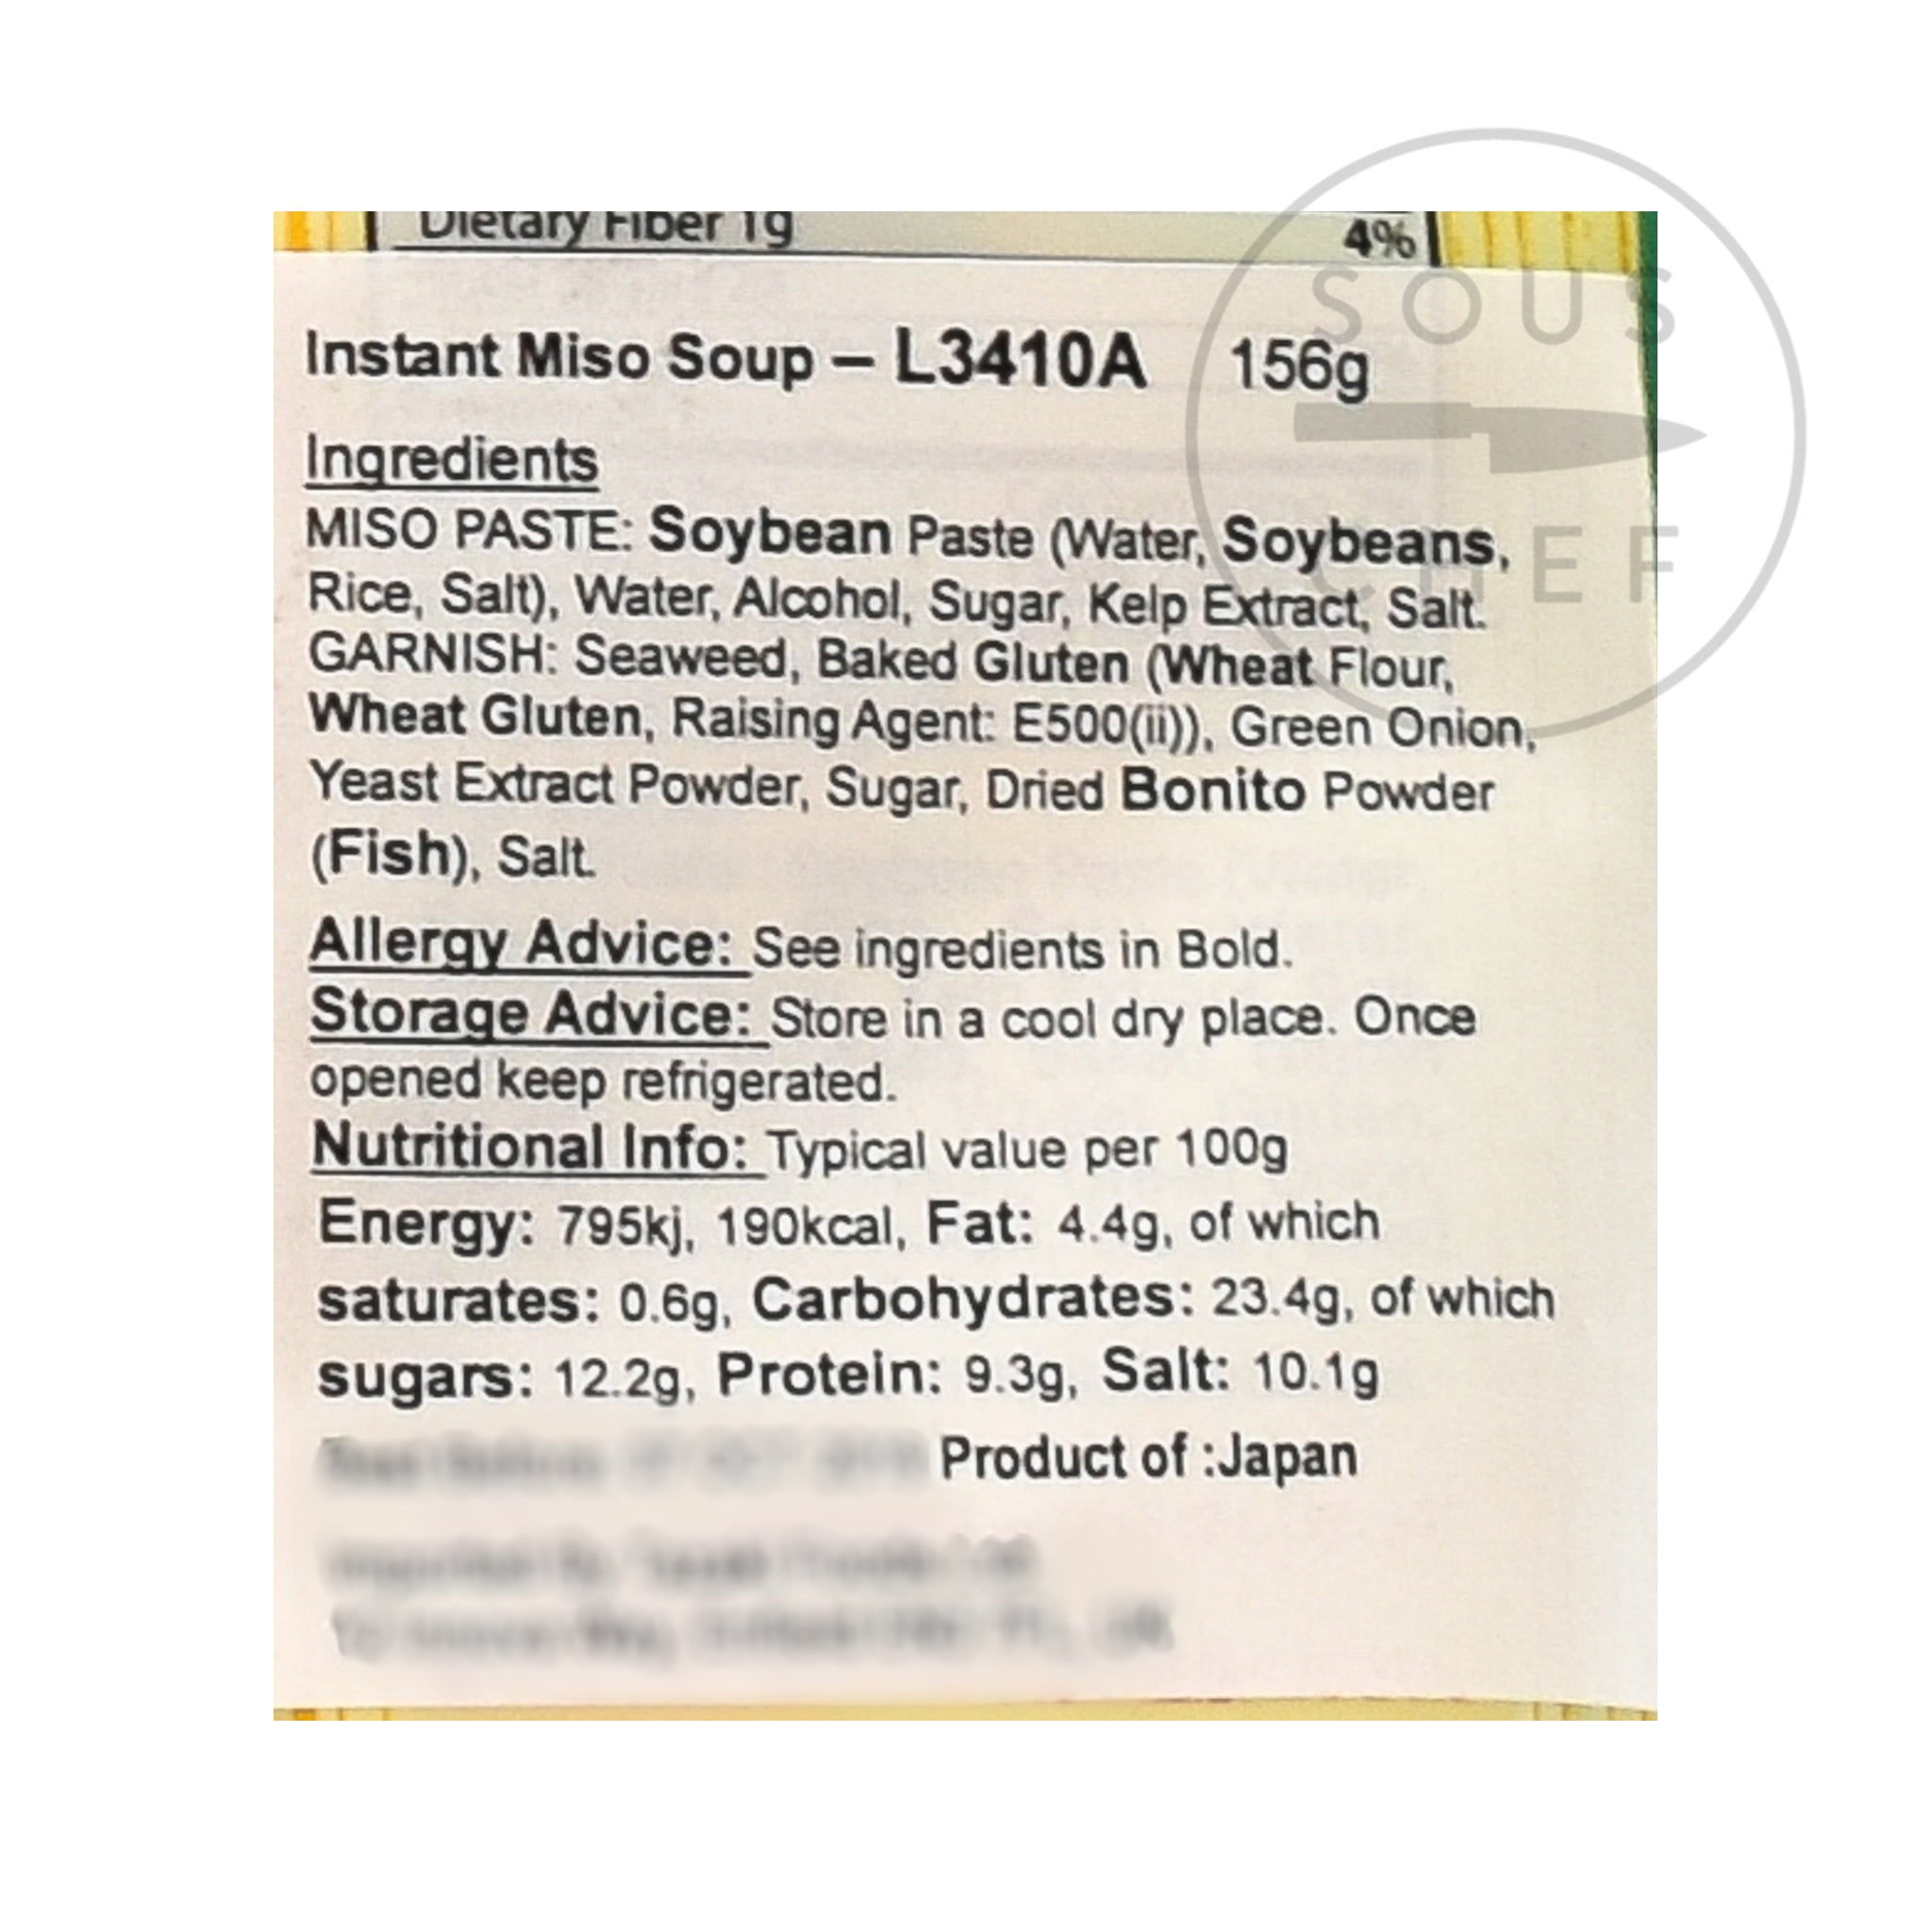 Dietary Fiber 1g 4%
SOUS
CHEF
Instant Miso Soup – L3410A 156g
Ingredients
MISO PASTE: Soybean Paste (Water, Soybeans,
Rice, Salt), Water, Alcohol, Sugar, Kelp Extract, Salt.
GARNISH: Seaweed, Baked Gluten (Wheat Flour,
Wheat Gluten, Raising Agent: E500(ii)), Green Onion,
Yeast Extract Powder, Sugar, Dried Bonito Powder
(Fish), Salt.
Allergy Advice: See ingredients in Bold.
Storage Advice: Store in a cool dry place. Once
opened keep refrigerated.
Nutritional Info: Typical value per 100g
Energy: 795kj, 190kcal, Fat: 4.4g, of which
saturates: 0.6g, Carbohydrates: 23.4g, of which
sugars: 12.2g, Protein: 9.3g, Salt: 10.1g
Product of :Japan